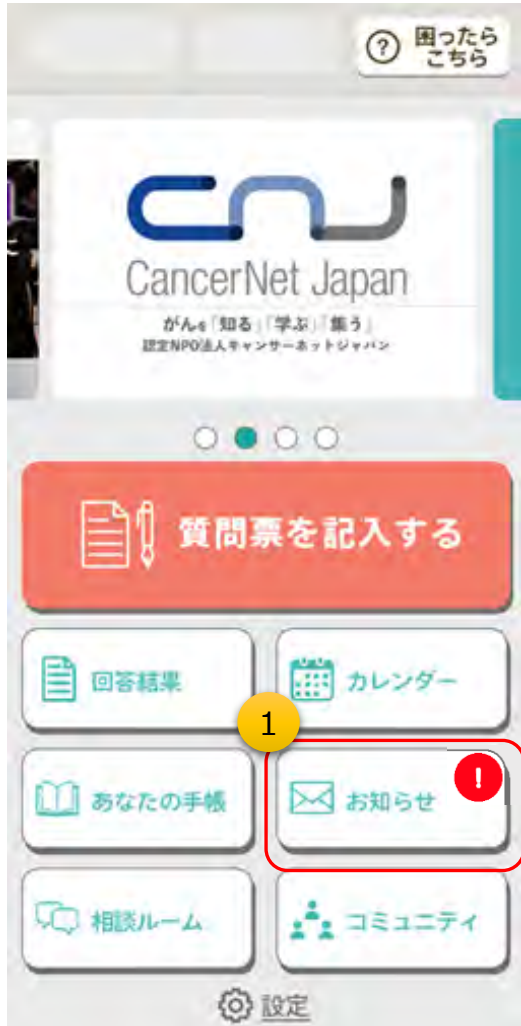 ? 困ったら
こちら
cnj
CancerNet Japan
がんを「知る」「学ぶ」「集う」
認定NPO法人キャンサーネットジャパン
質問票を記入する
回答結果
カレンダー
1
あなたの手帳
お知らせ
!
相談ルーム
コミュニティ
設定